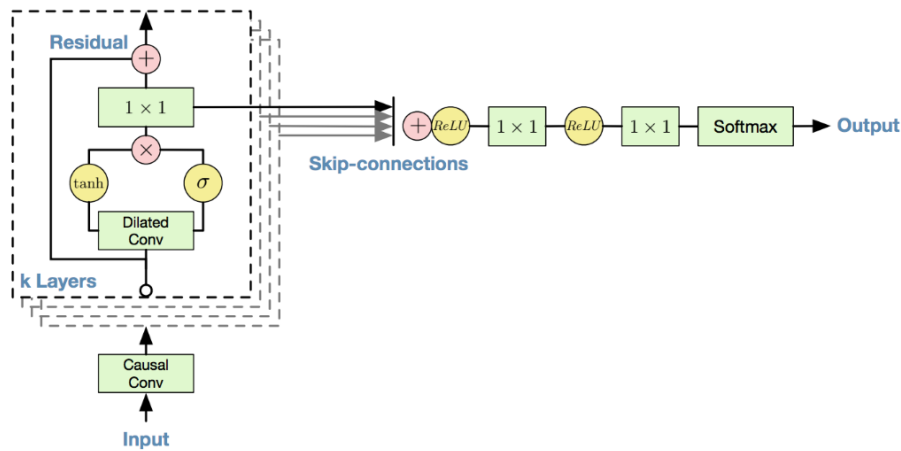 Residual
+
1 × 1
×
tanh
σ
Dilated
Conv
k Layers
Causal
Conv
Input
Skip-connections
+
ReLU
1 × 1
ReLU
1 × 1
Softmax
Output